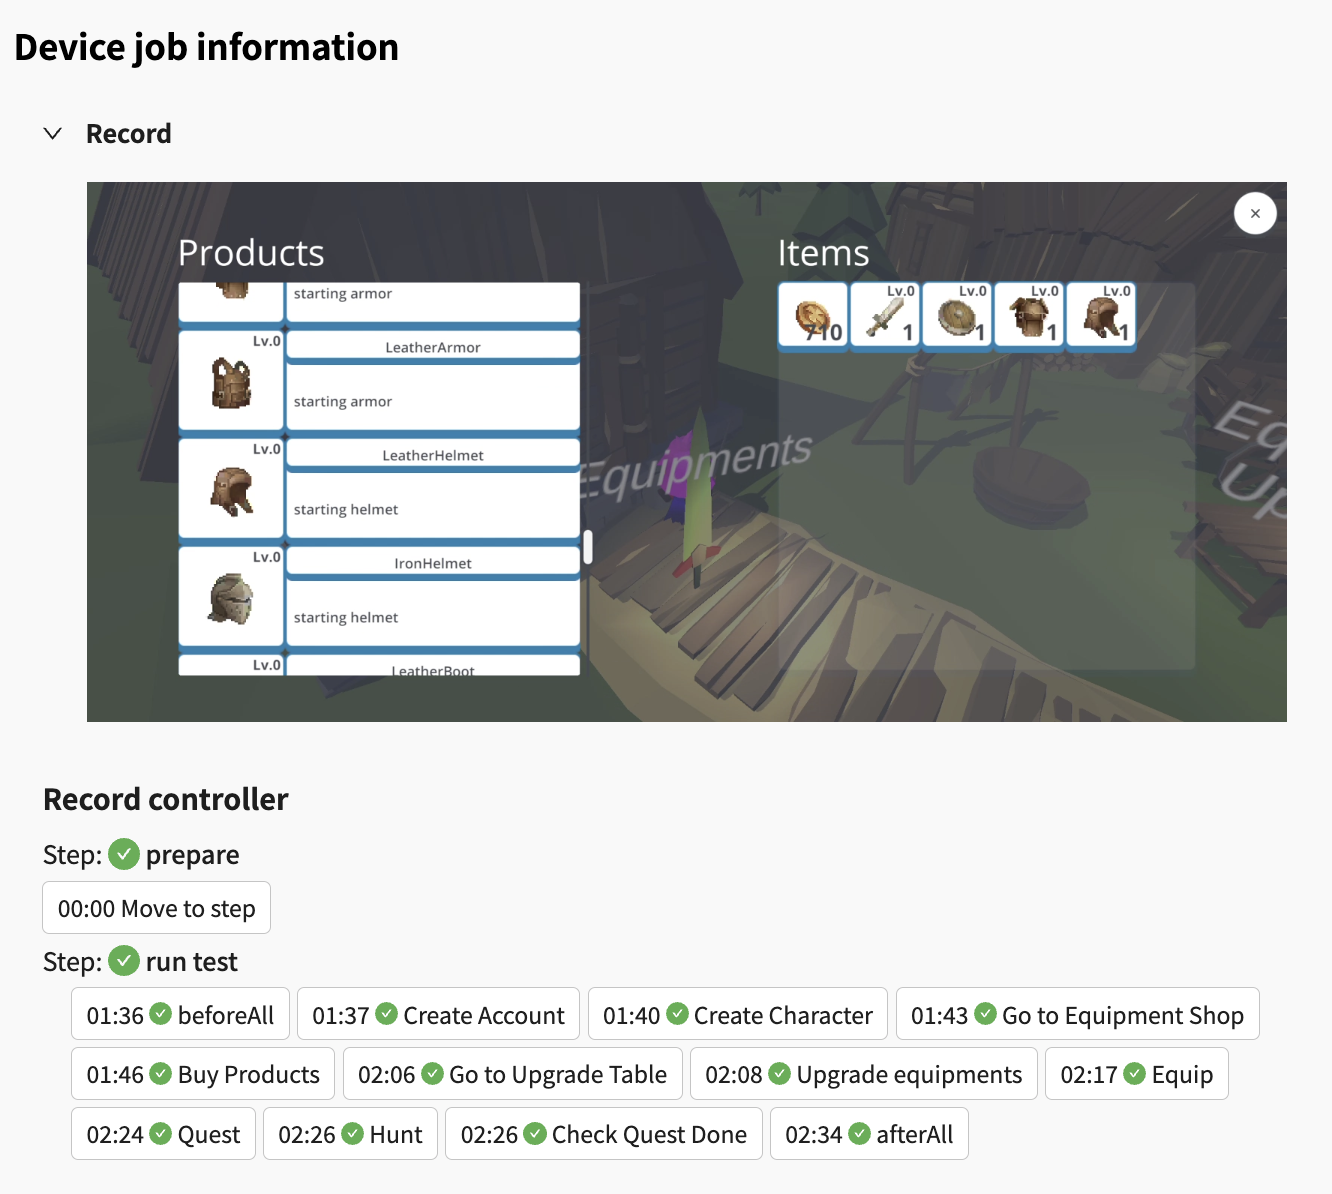 Device job information
Record
Products
Items
starting armor
Lv.0
LeatherArmor
starting armor
Lv.0
LeatherHelmet
starting helmet
Lv.0
IronHelmet
starting helmet
Lv.0
LeatherBoot
710
Lv.0
1
Lv.0
1
Lv.0
1
Lv.0
1
Equipments
Eq
Up
Record controller
Step: prepare
00:00 Move to step
Step: run test
01:36 beforeAll
01:37 Create Account
01:40 Create Character
01:43 Go to Equipment Shop
01:46 Buy Products
02:06 Go to Upgrade Table
02:08 Upgrade equipments
02:17 Equip
02:24 Quest
02:26 Hunt
02:26 Check Quest Done
02:34 afterAll